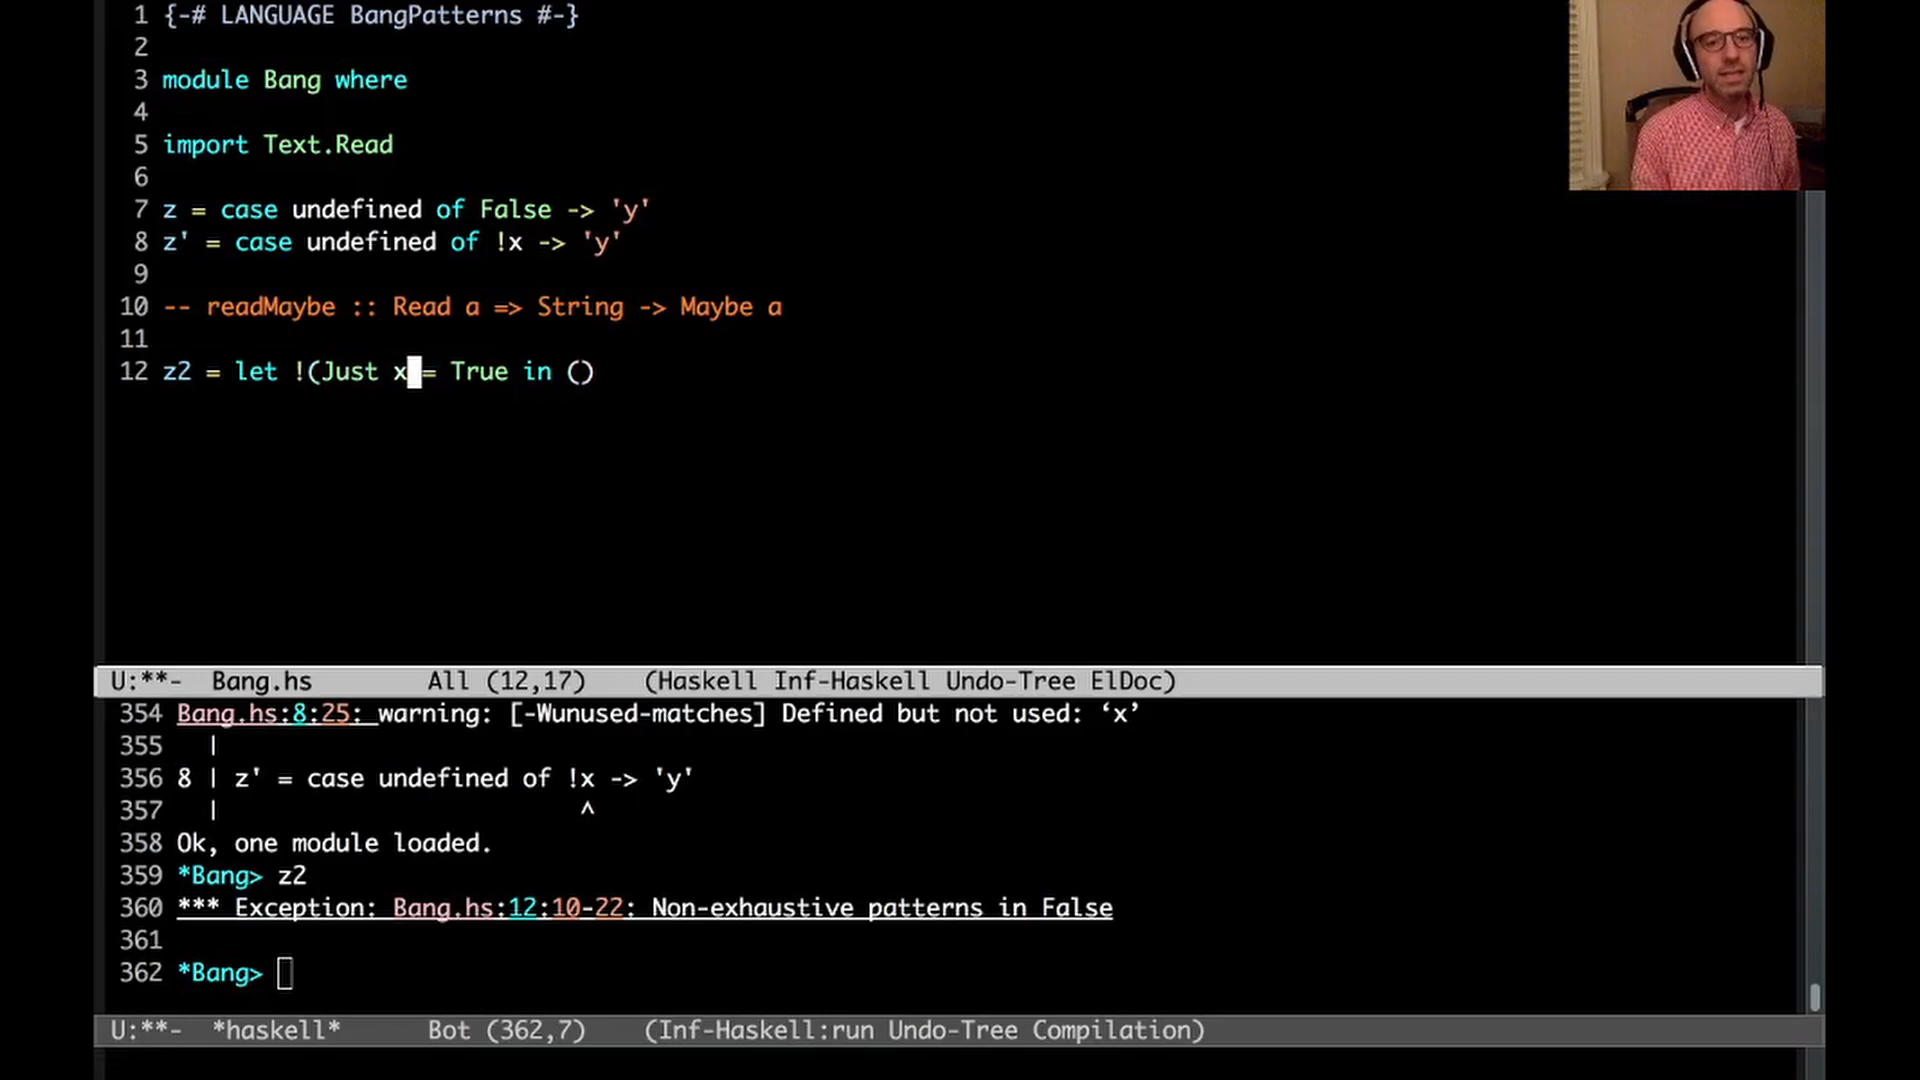 1 {-# LANGUAGE BangPatterns #-}
2
3 module Bang where
4
5 import Text.Read
6
7 z = case undefined of False -> 'y'
8 z' = case undefined of !x -> 'y'
9
10 -- readMaybe :: Read a => String -> Maybe a
11
12 z2 = let !(Just x = True in ()
U:**- Bang.hs All (12,17) (Haskell Inf-Haskell Undo-Tree ElDoc)
354 Bang.hs:8:25: warning: [-Wunused-matches] Defined but not used: ‘x’
355 |
356 8 | z' = case undefined of !x -> 'y'
357 | ^
358 Ok, one module loaded.
359 *Bang> z2
360 *** Exception: Bang.hs:12:10-22: Non-exhaustive patterns in False
361
362 *Bang>
U:**- *haskell* Bot (362,7) (Inf-Haskell:run Undo-Tree Compilation)